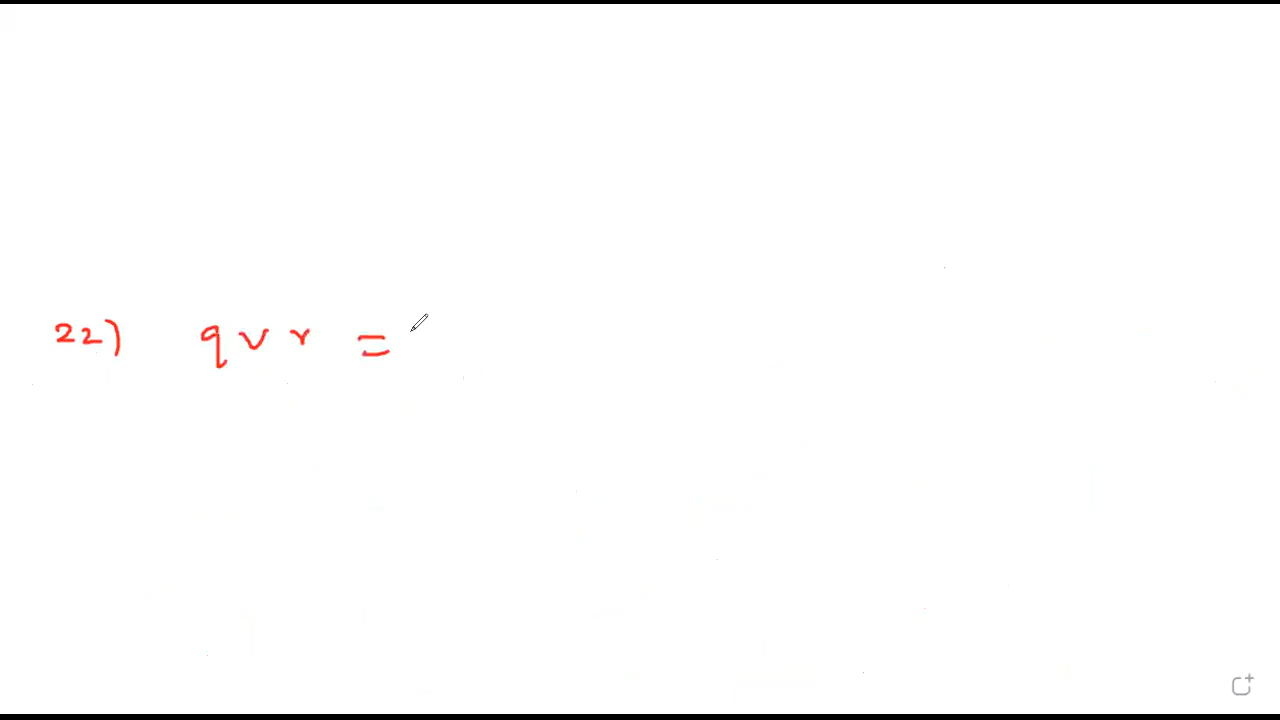 22) q ∨ r =